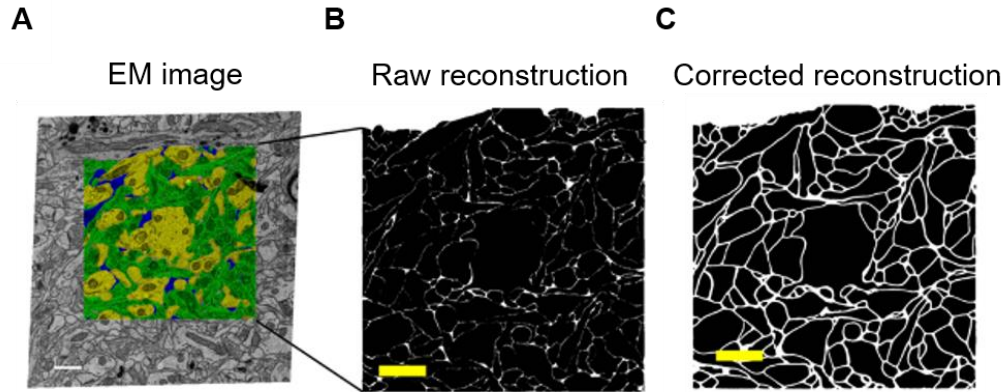 A
B
C
EM image
Raw reconstruction
Corrected reconstruction